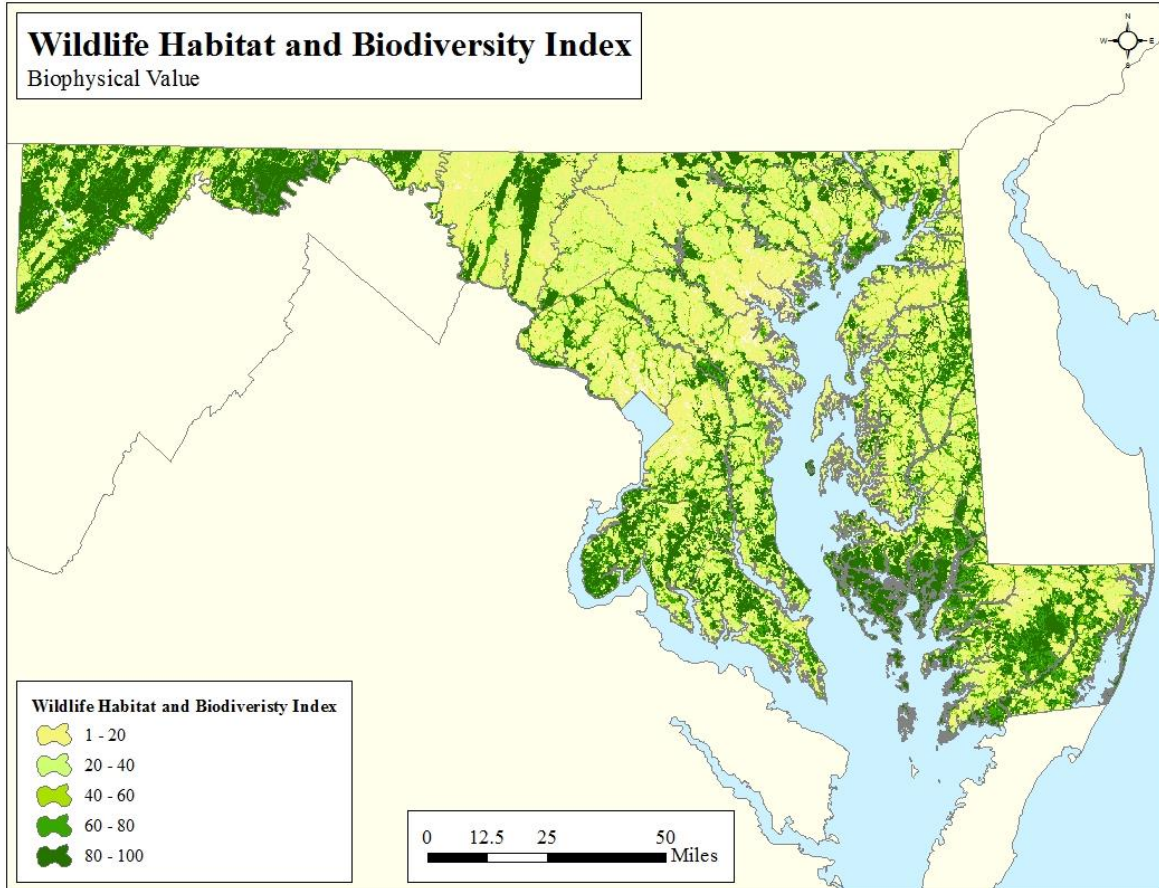 Wildlife Habitat and Biodiversity Index
Biophysical Value
N
W E
S
Wildlife Habitat and Biodiveristy Index
1 - 20
20 - 40
40 - 60
60 - 80
80 - 100
0 12.5 25 50
Miles